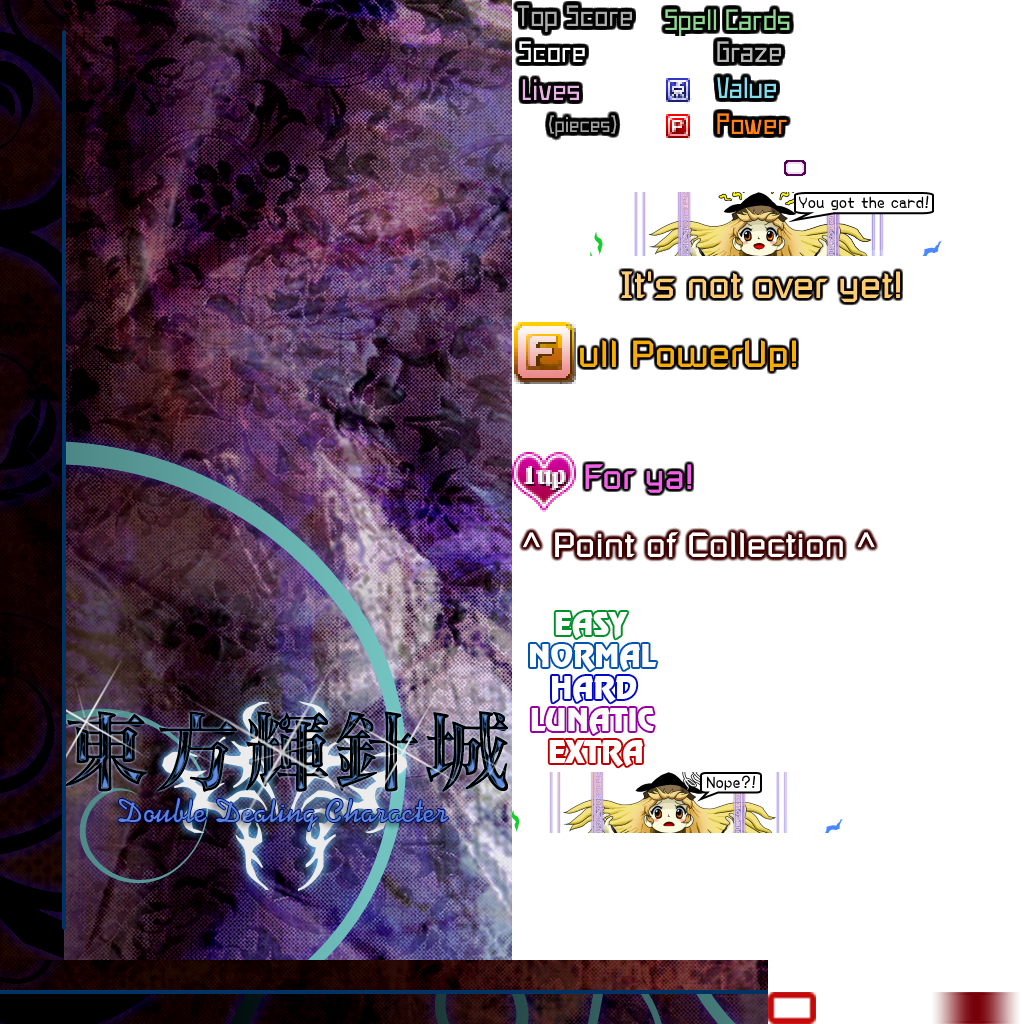 Top Score
Spell Cards
Score
Graze
Lives
Value
(pieces)
P
Power
You got the card!
It's not over yet!
Full PowerUp!
1up For ya!
^ Point of Collection ^
EASY
NORMAL
HARD
LUNATIC
EXTRA
東方輝針城
Double Dealing Character
Nope?!